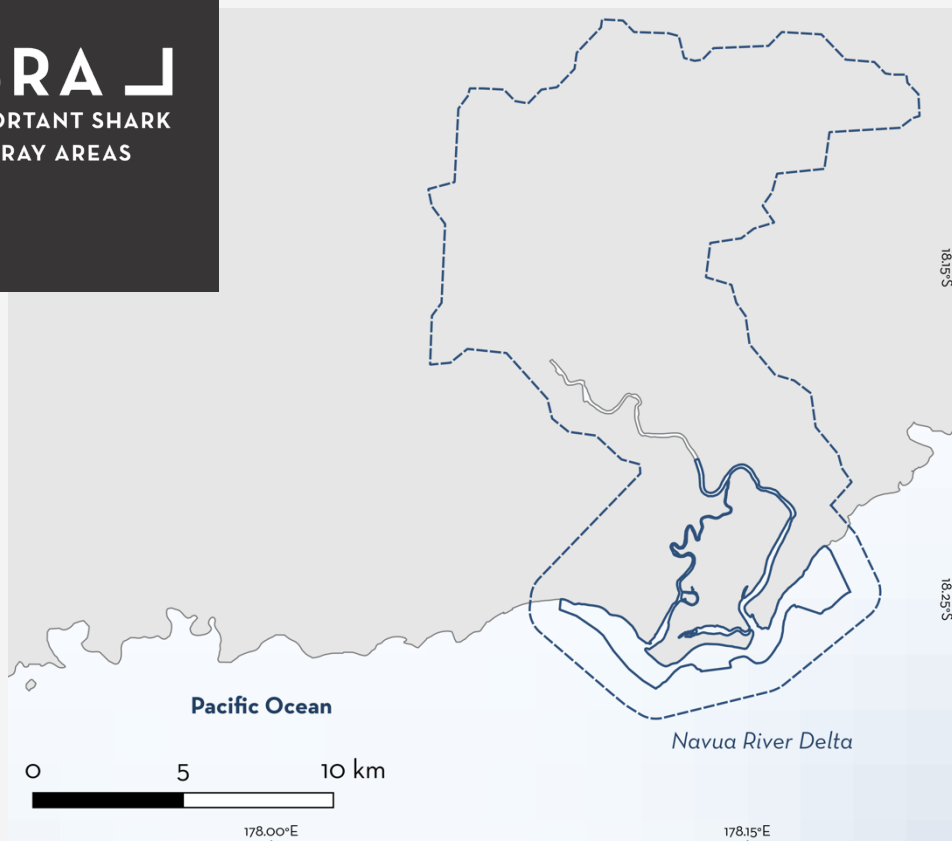 RA
ORTANT SHARK
RAY AREAS
18.15°S
18.25°S
Pacific Ocean
Navua River Delta
0 5 10 km
178.00°E 178.15°E